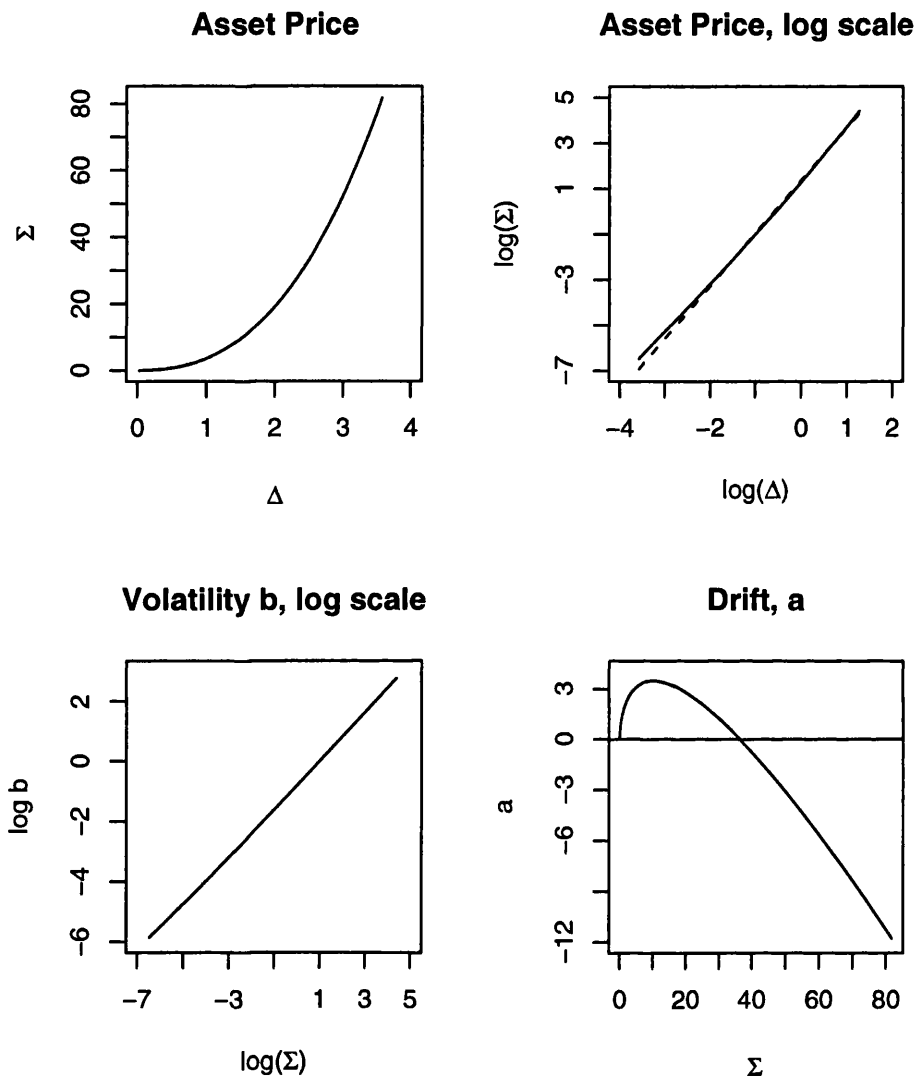 Asset Price
Asset Price, log scale
Σ
0 20 40 60 80
0 1 2 3 4
Δ
log(Σ)
−7 −3 1 3 5
−4 −2 0 1 2
log(Δ)
Volatility b, log scale
Drift, a
log b
−6 −4 −2 0 2
−7 −3 1 3 5
log(Σ)
a
−12 −6 −3 0 3
0 20 40 60 80
Σ